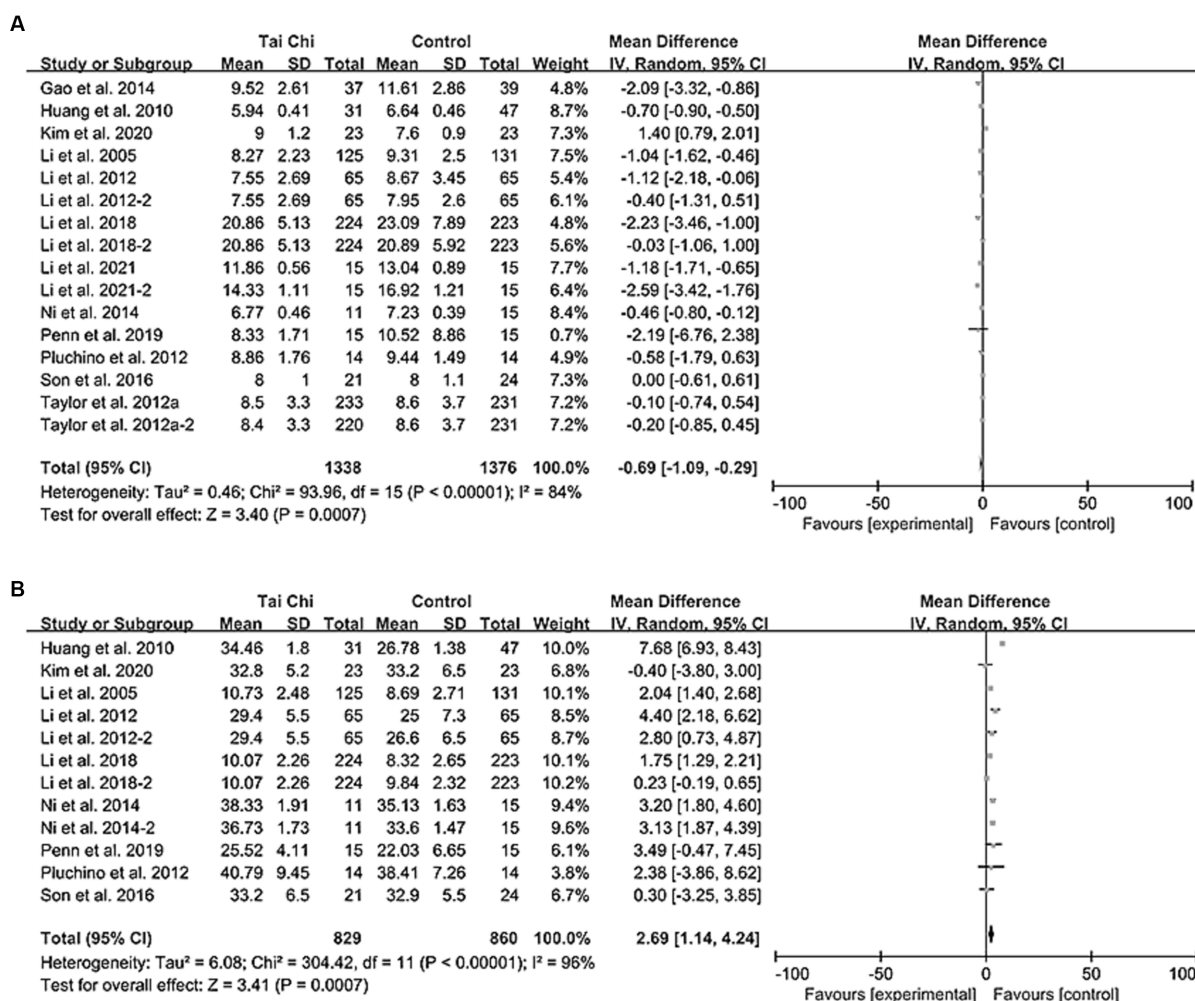 A
Tai Chi Control Mean Difference Mean Difference
Study or Subgroup Mean SD Total Mean SD Total Weight IV, Random, 95% CI IV, Random, 95% CI
Gao et al. 2014 9.52 2.61 37 11.61 2.86 39 4.8% -2.09 [-3.32, -0.86]
Huang et al. 2010 5.94 0.41 31 6.64 0.46 47 8.7% -0.70 [-0.90, -0.50]
Kim et al. 2020 9 1.2 23 7.6 0.9 23 7.3% 1.40 [0.79, 2.01]
Li et al. 2005 8.27 2.23 125 9.31 2.5 131 7.5% -1.04 [-1.62, -0.46]
Li et al. 2012 7.55 2.69 65 8.67 3.45 65 5.4% -1.12 [-2.18, -0.06]
Li et al. 2012-2 7.55 2.69 65 7.95 2.6 65 6.1% -0.40 [-1.31, 0.51]
Li et al. 2018 20.86 5.13 224 23.09 7.89 223 4.8% -2.23 [-3.46, -1.00]
Li et al. 2018-2 20.86 5.13 224 20.89 5.92 223 5.6% -0.03 [-1.06, 1.00]
Li et al. 2021 11.86 0.56 15 13.04 0.89 15 7.7% -1.18 [-1.71, -0.65]
Li et al. 2021-2 14.33 1.11 15 16.92 1.21 15 6.4% -2.59 [-3.42, -1.76]
Ni et al. 2014 6.77 0.46 11 7.23 0.39 15 8.4% -0.46 [-0.80, -0.12]
Penn et al. 2019 8.33 1.71 15 10.52 8.86 15 0.7% -2.19 [-6.76, 2.38]
Pluchino et al. 2012 8.86 1.76 14 9.44 1.49 14 4.9% -0.58 [-1.79, 0.63]
Son et al. 2016 8 1 21 8 1.1 24 7.3% 0.00 [-0.61, 0.61]
Taylor et al. 2012a 8.5 3.3 233 8.6 3.7 231 7.2% -0.10 [-0.74, 0.54]
Taylor et al. 2012a-2 8.4 3.3 220 8.6 3.7 231 7.2% -0.20 [-0.85, 0.45]
Total (95% CI) 1338 1376 100.0% -0.69 [-1.09, -0.29]
Heterogeneity: Tau² = 0.46; Chi² = 93.96, df = 15 (P < 0.00001); I² = 84%
Test for overall effect: Z = 3.40 (P = 0.0007)
-100 -50 0 50 100
Favours [experimental] Favours [control]
B
Tai Chi Control Mean Difference Mean Difference
Study or Subgroup Mean SD Total Mean SD Total Weight IV, Random, 95% CI IV, Random, 95% CI
Huang et al. 2010 34.46 1.8 31 26.78 1.38 47 10.0% 7.68 [6.93, 8.43]
Kim et al. 2020 32.8 5.2 23 33.2 6.5 23 6.9% -0.40 [-3.80, 3.00]
Li et al. 2005 10.73 2.48 125 8.69 2.71 131 10.1% 2.04 [1.40, 2.68]
Li et al. 2012 29.4 5.5 65 25 7.3 65 8.5% 4.40 [2.18, 6.62]
Li et al. 2012-2 29.4 5.5 65 26.6 6.5 65 8.7% 2.80 [0.73, 4.87]
Li et al. 2018 10.07 2.26 224 8.32 2.65 223 10.1% 1.75 [1.29, 2.21]
Li et al. 2018-2 10.07 2.26 224 9.84 2.32 223 10.2% 0.23 [-0.19, 0.65]
Ni et al. 2014 38.33 1.91 11 35.13 1.63 15 9.4% 3.20 [1.80, 4.60]
Ni et al. 2014-2 36.73 1.73 11 33.6 1.47 15 9.6% 3.13 [1.87, 4.39]
Penn et al. 2019 25.52 4.11 15 22.03 6.65 15 6.1% 3.49 [-0.47, 7.45]
Pluchino et al. 2012 40.79 9.45 14 38.41 7.26 14 3.8% 2.38 [-3.86, 8.62]
Son et al. 2016 33.2 6.5 21 32.9 5.5 24 6.7% 0.30 [-3.25, 3.85]
Total (95% CI) 829 860 100.0% 2.69 [1.14, 4.24]
Heterogeneity: Tau² = 6.08; Chi² = 304.42, df = 11 (P < 0.00001); I² = 96%
Test for overall effect: Z = 3.41 (P = 0.0007)
-100 -50 0 50 100
Favours [experimental] Favours [control]